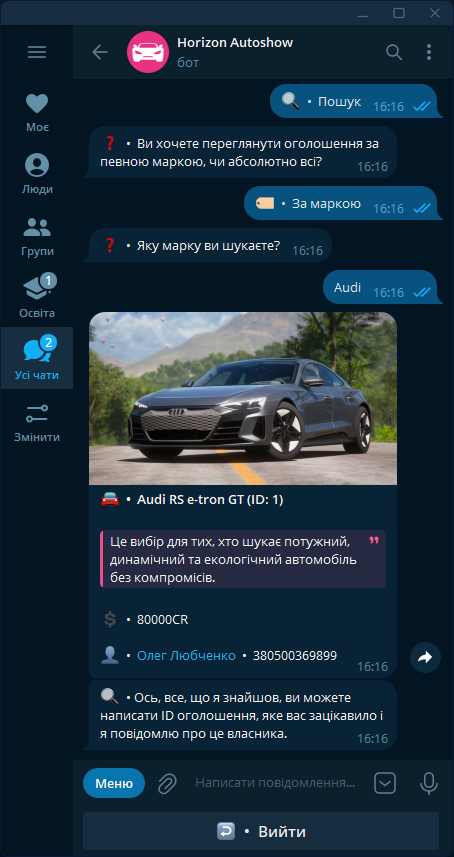 Horizon Autoshow
бот
🔍 • Пошук 16:16
❓ • Ви хочете переглянути оголошення за
певною маркою, чи абсолютно всі? 16:16
🏷️ • За маркою 16:16
❓ • Яку марку ви шукаєте? 16:16
Audi 16:16
🚘 • Audi RS e-tron GT (ID: 1)
Це вибір для тих, хто шукає потужний,
динамічний та екологічний автомобіль
без компромісів.
💲 • 80000CR
👤 • Олег Любченко • 380500369899
16:16
🔍 • Ось, все, що я знайшов, ви можете
написати ID оголошення, яке вас зацікавило і
я повідомлю про це власника. 16:16
Моє
Люди
Групи
1
Освіта
2
Усі чати
Змінити
Меню
Написати повідомлення...
↩️ • Вийти